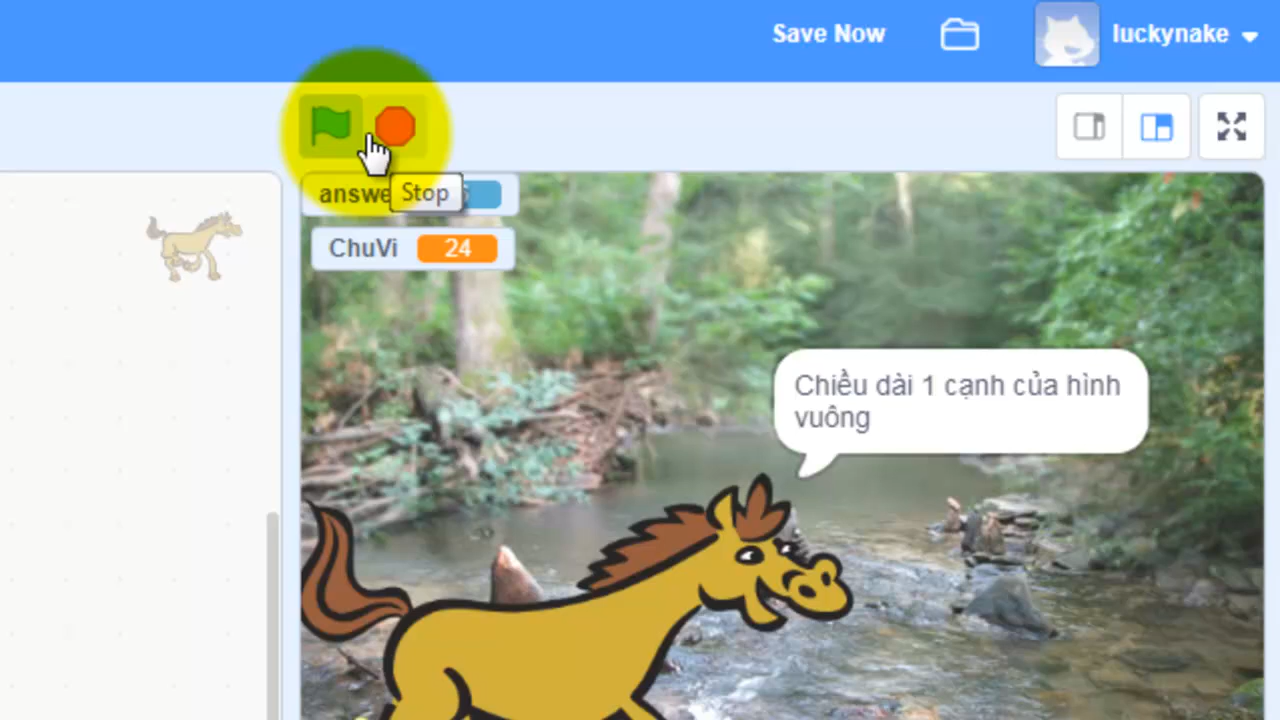 Save Now
luckynake
answe
Stop
ChuVi 24
Chiều dài 1 cạnh của hình
vuông